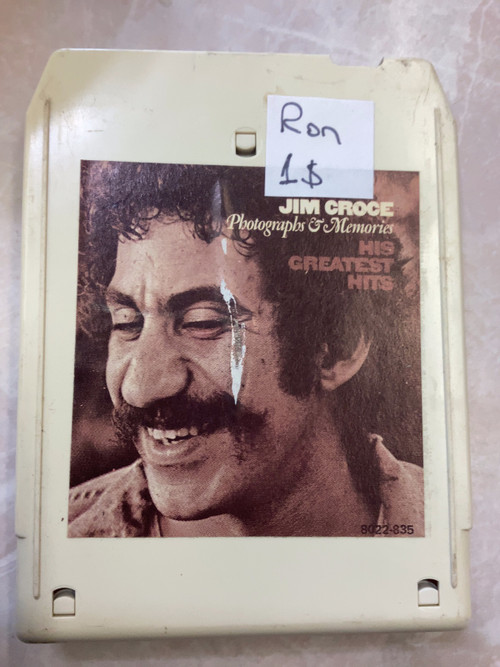 Ron
1$
JIM CROCE
Photographs & Memories
HIS
GREATEST
HITS
8022-835